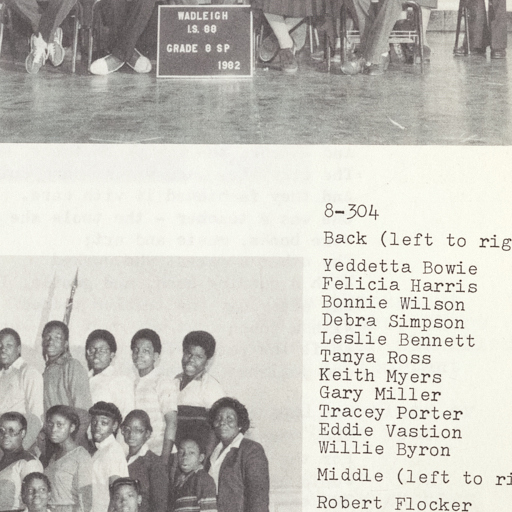 WADLEIGH
I.S. 88
GRADE 8 SP
1982
8-304
Back (left to rig
Yeddetta Bowie
Felicia Harris
Bonnie Wilson
Debra Simpson
Leslie Bennett
Tanya Ross
Keith Myers
Gary Miller
Tracey Porter
Eddie Vastion
Willie Byron
Middle (left to ri
Robert Flocker